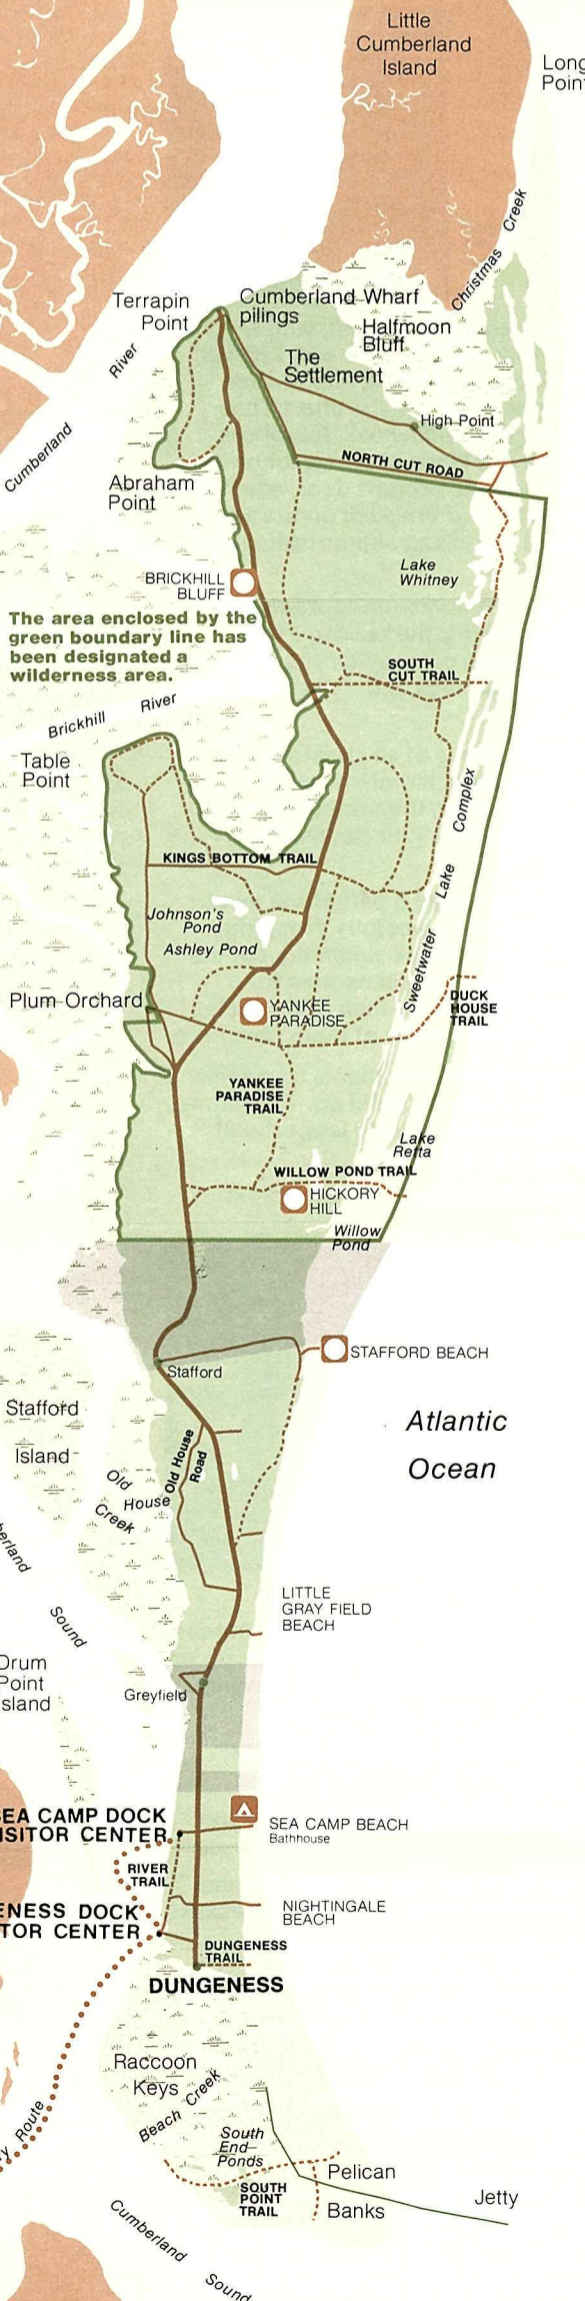 Little
Cumberland
Island
Long
Point
Christmas Creek
Terrapin
Point
Cumberland Wharf
pilings
Halfmoon
Bluff
The
Settlement
River
Cumberland
High Point
NORTH CUT ROAD
Abraham
Point
Lake
Whitney
BRICKHILL
BLUFF
The area enclosed by the
green boundary line has
been designated a
wilderness area.
SOUTH
CUT TRAIL
Brickhill River
Table
Point
Sweetwater Lake Complex
KINGS BOTTOM TRAIL
Johnson's
Pond
Ashley Pond
Plum Orchard
YANKEE
PARADISE
DUCK
HOUSE
TRAIL
YANKEE
PARADISE
TRAIL
Lake
Retta
WILLOW POND TRAIL
HICKORY
HILL
Willow
Pond
STAFFORD BEACH
Stafford
Stafford
Island
Atlantic
Ocean
Old House
Road
Old
House
Creek
berland
Sound
LITTLE
GRAY FIELD
BEACH
Drum
Point
sland
Greyfield
EA CAMP DOCK
ISITOR CENTER
SEA CAMP BEACH
Bathhouse
RIVER
TRAIL
NIGHTINGALE
BEACH
ENESS DOCK
TOR CENTER
DUNGENESS
TRAIL
DUNGENESS
Raccoon
Keys
Beach Creek
y Route
South
End
Ponds
SOUTH
POINT
TRAIL
Pelican
Banks
Jetty
Cumberland
Sound